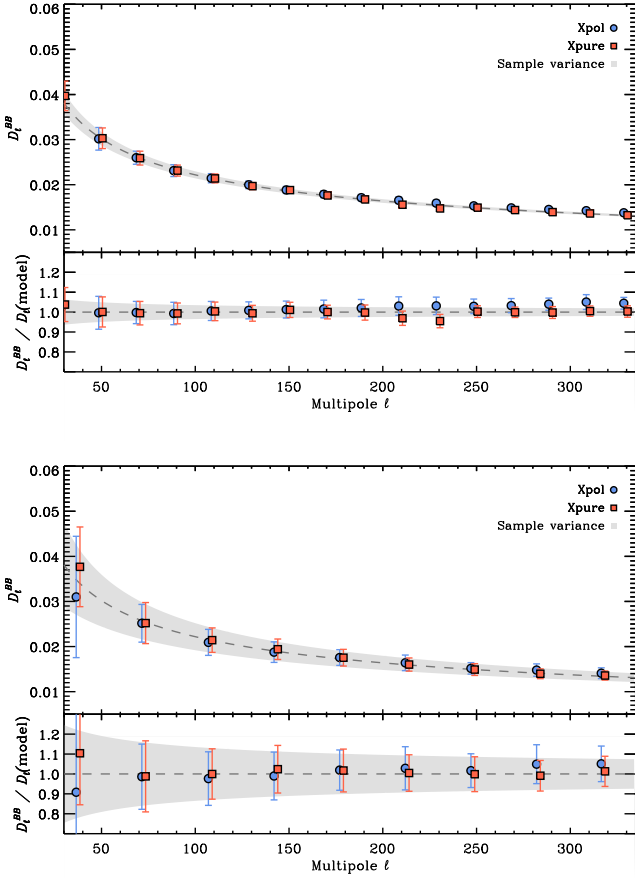 0.06
0.05
0.04
0.03
0.02
0.01
D_ℓ^BB
Xpol
Xpure
Sample variance
1.2
1.1
1.0
0.9
0.8
D_ℓ^BB / D_ℓ(model)
50 100 150 200 250 300
Multipole ℓ
0.06
0.05
0.04
0.03
0.02
0.01
D_ℓ^BB
Xpol
Xpure
Sample variance
1.2
1.1
1.0
0.9
0.8
D_ℓ^BB / D_ℓ(model)
50 100 150 200 250 300
Multipole ℓ